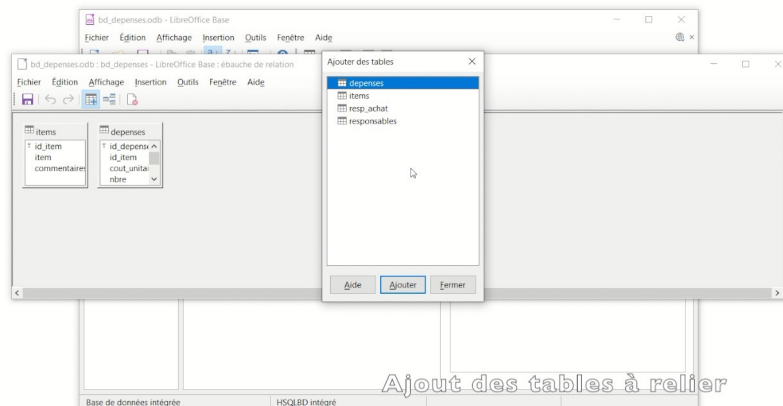 bd_depenses.odb - LibreOffice Base
Fichier Édition Affichage Insertion Outils Fenêtre Aide
bd_depenses.odb : bd_depenses - LibreOffice Base : ébauche de relation
Fichier Édition Affichage Insertion Outils Fenêtre Aide
Ajouter des tables
depenses
items
resp_achat
responsables
Aide Ajouter Fermer
items
id_item
item
commentaires
depenses
id_depense
id_item
cout_unitai
nbre
Ajout des tables à relier
Base de données intégrée HSQLBD intégré